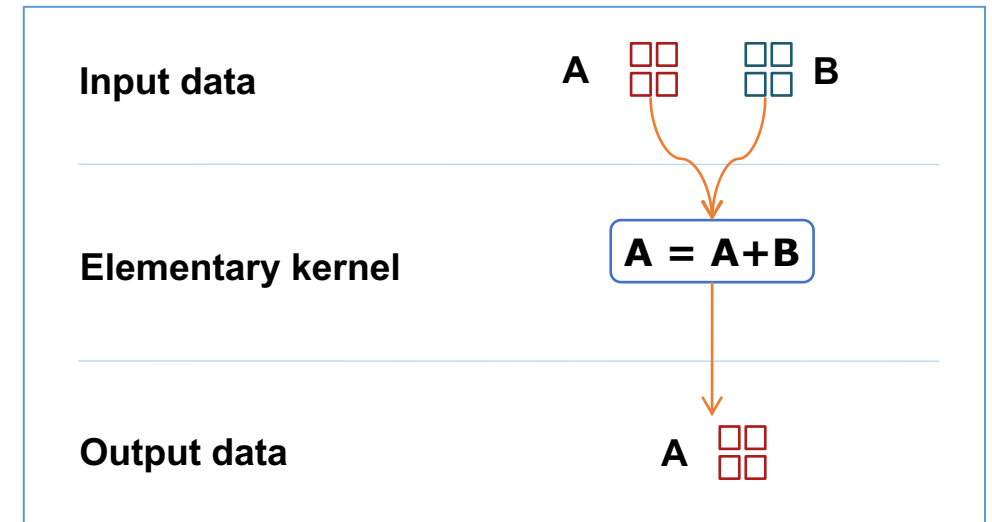 Input data
A
B
Elementary kernel
A = A+B
Output data
A